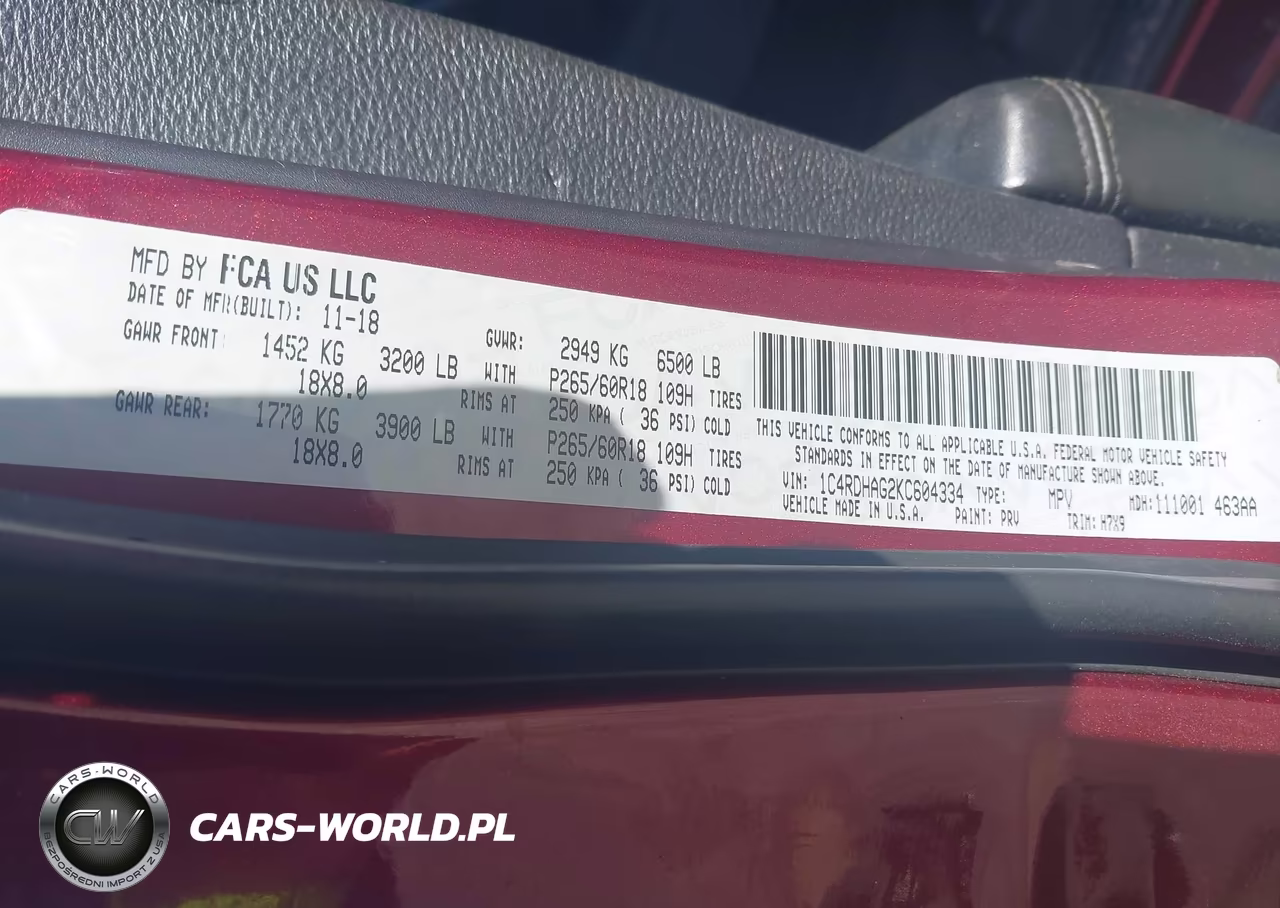 MFD BY FCA US LLC
DATE OF MFR(BUILT): 11-18
GAWR FRONT: 1452 KG 3200 LB WITH P265/60R18 109H TIRES
18X8.0 RIMS AT 250 KPA ( 36 PSI) COLD
GAWR REAR: 1770 KG 3900 LB WITH P265/60R18 109H TIRES
18X8.0 RIMS AT 250 KPA ( 36 PSI) COLD
GVWR: 2949 KG 6500 LB
THIS VEHICLE CONFORMS TO ALL APPLICABLE U.S.A. FEDERAL MOTOR VEHICLE SAFETY
STANDARDS IN EFFECT ON THE DATE OF MANUFACTURE SHOWN ABOVE.
VIN: 1C4RDHAG2KC604334 TYPE: MPV MDH:111001 463AA
VEHICLE MADE IN U.S.A. PAINT: PRV TRIM: H7X9
CARS-WORLD
CW
BEZPOŚREDNI IMPORT Z USA
CARS-WORLD.PL